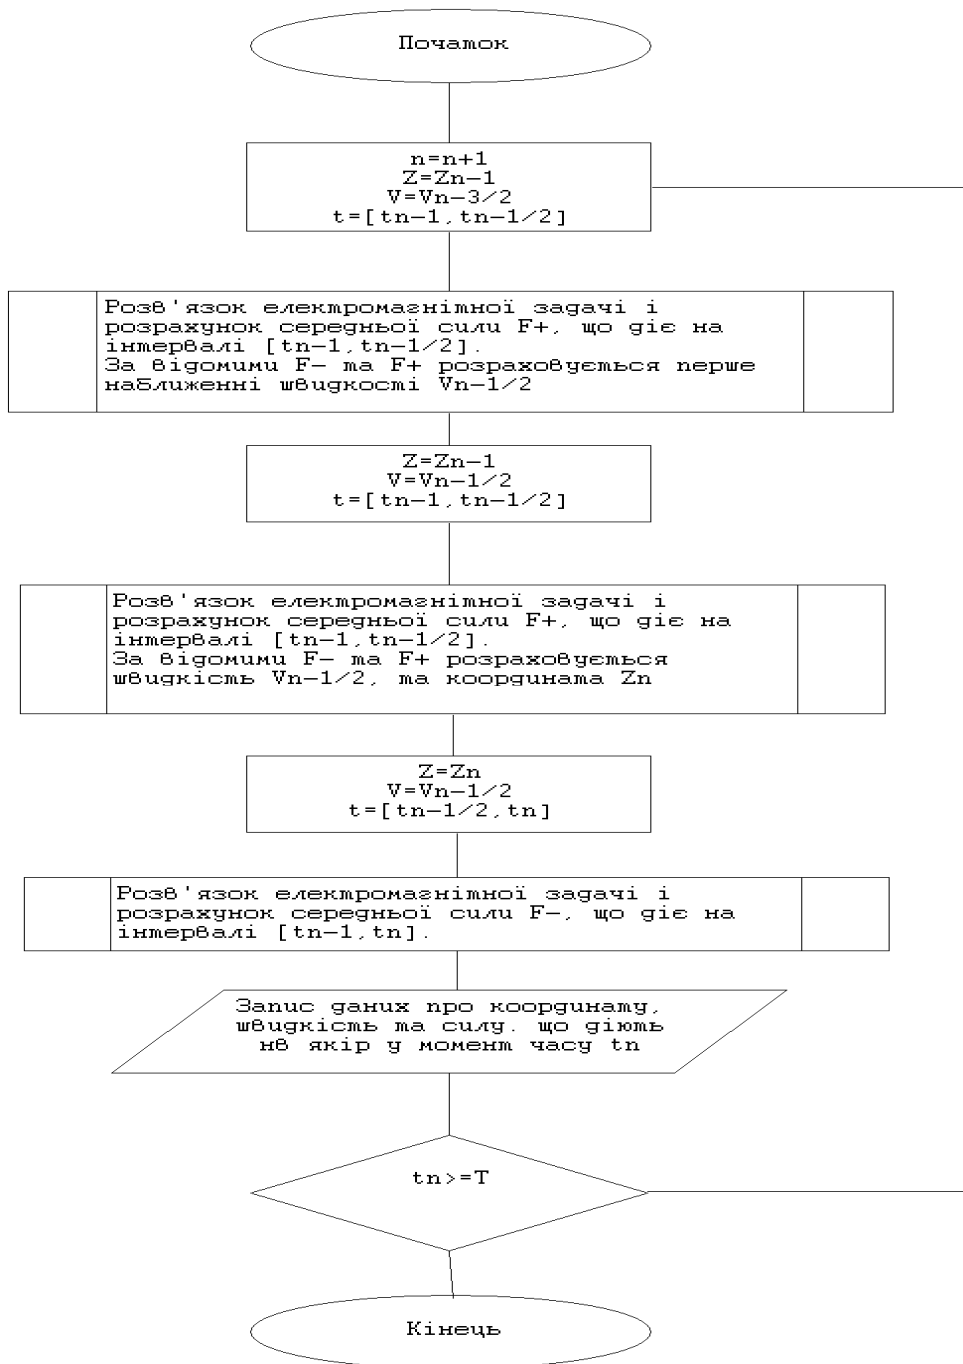 Початок
n=n+1
Z=Zn-1
V=Vn-3/2
t=[tn-1,tn-1/2]
Розв'язок електромагнітної задачі і
розрахунок середньої сили F+, що діє на
інтервалі [tn-1,tn-1/2].
За відомими F- та F+ розраховується перше
наближенні швидкості Vn-1/2
Z=Zn-1
V=Vn-1/2
t=[tn-1,tn-1/2]
Розв'язок електромагнітної задачі і
розрахунок середньої сили F+, що діє на
інтервалі [tn-1,tn-1/2].
За відомими F- та F+ розраховується
швидкість Vn-1/2, та координата Zn
Z=Zn
V=Vn-1/2
t=[tn-1/2,tn]
Розв'язок електромагнітної задачі і
розрахунок середньої сили F-, що діє на
інтервалі [tn-1,tn].
Запис даних про координату,
швидкість та силу. що діють
нв якір у момент часу tn
tn>=T
Кінець